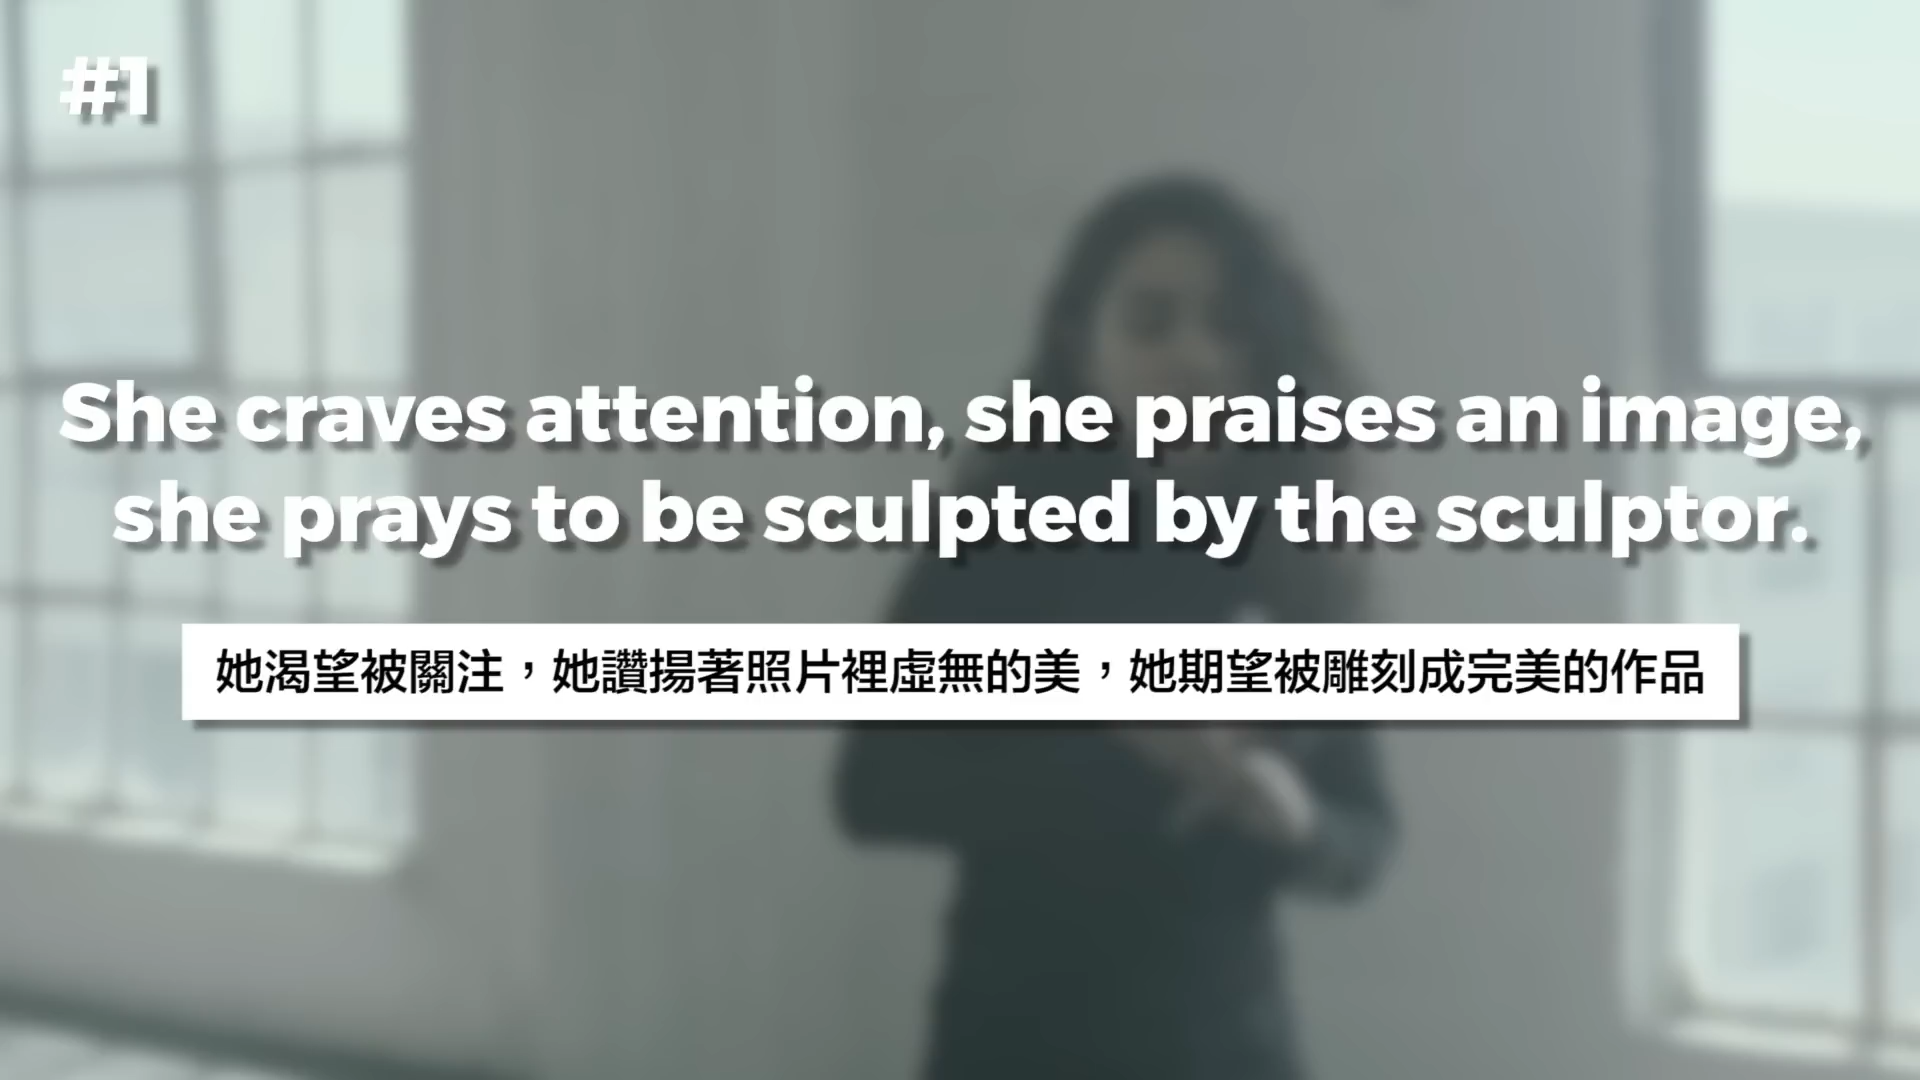 #1
She craves attention, she praises an image,
she prays to be sculpted by the sculptor.
她渴望被關注，她讚揚著照片裡虛無的美，她期望被雕刻成完美的作品